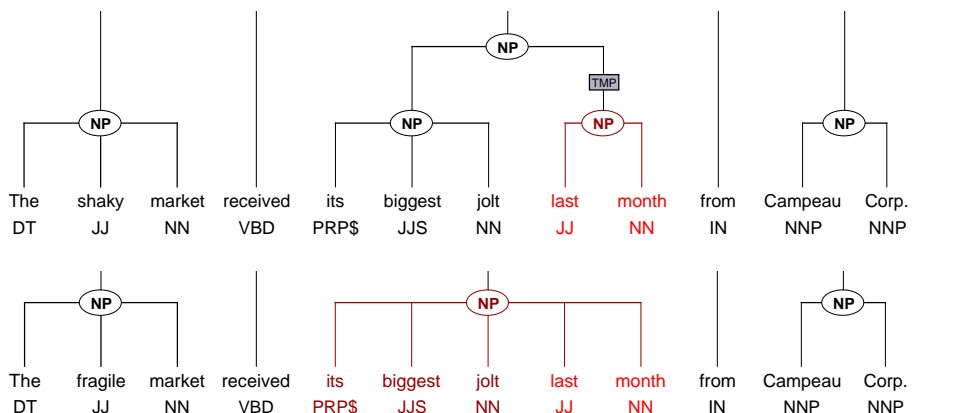 NP
TMP
NP NP NP NP
The shaky market received its biggest jolt last month from Campeau Corp.
DT JJ NN VBD PRP$ JJS NN JJ NN IN NNP NNP
NP NP NP
The fragile market received its biggest jolt last month from Campeau Corp.
DT JJ NN VBD PRP$ JJS NN JJ NN IN NNP NNP